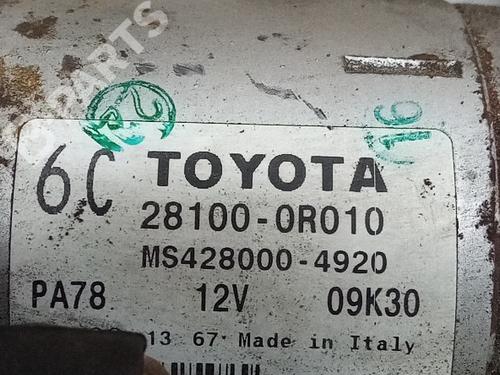 6C TOYOTA
28100-0R010
MS428000-4920
PA78 12V 09K30
13 67 Made in Italy